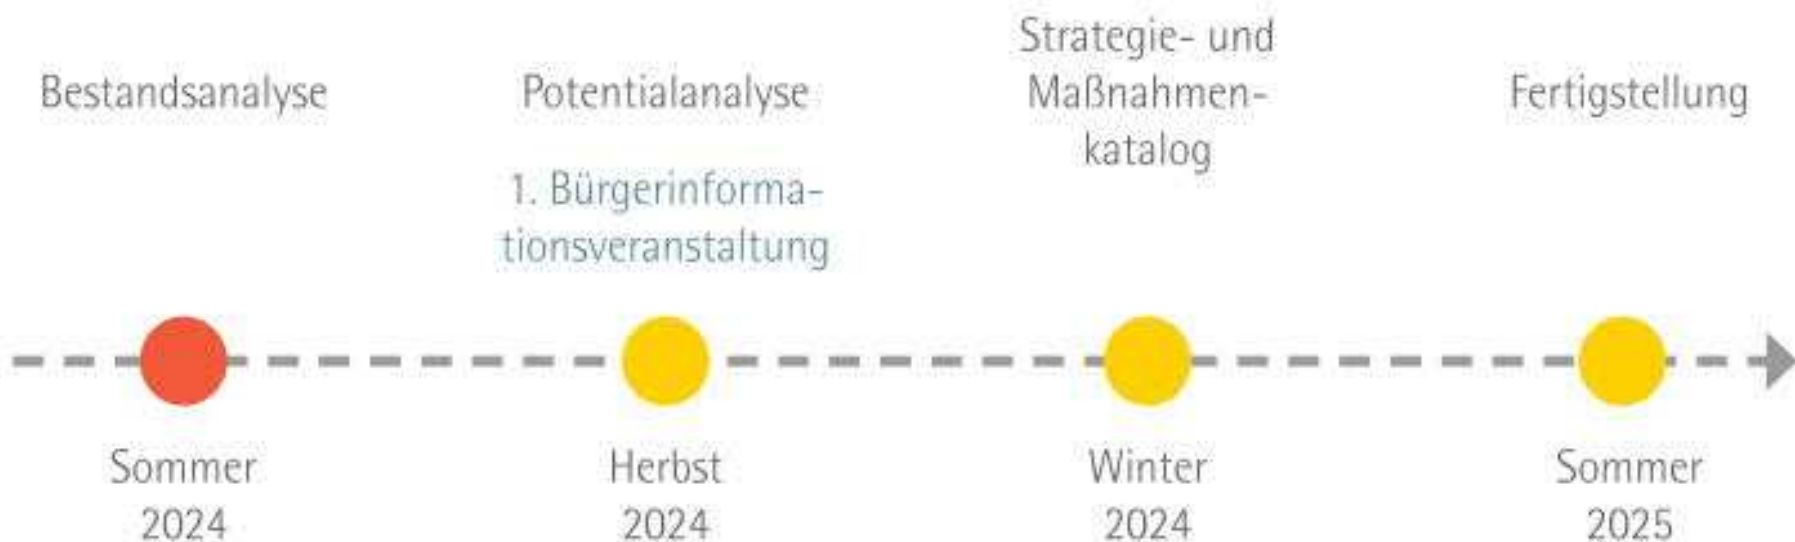 Bestandsanalyse
Potentialanalyse
1. Bürgerinforma-
tionsveranstaltung
Strategie- und
Maßnahmen-
katalog
Fertigstellung
Sommer
2024
Herbst
2024
Winter
2024
Sommer
2025